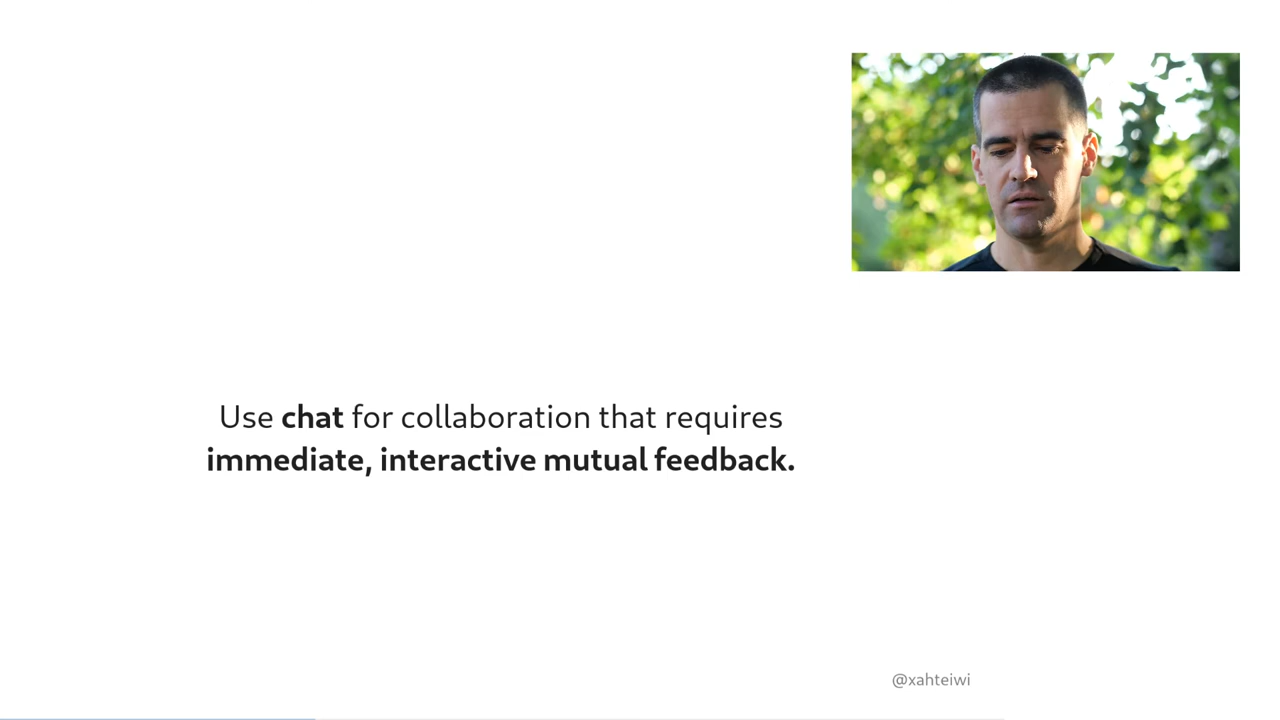 Use chat for collaboration that requires
immediate, interactive mutual feedback.
@xahteiwi